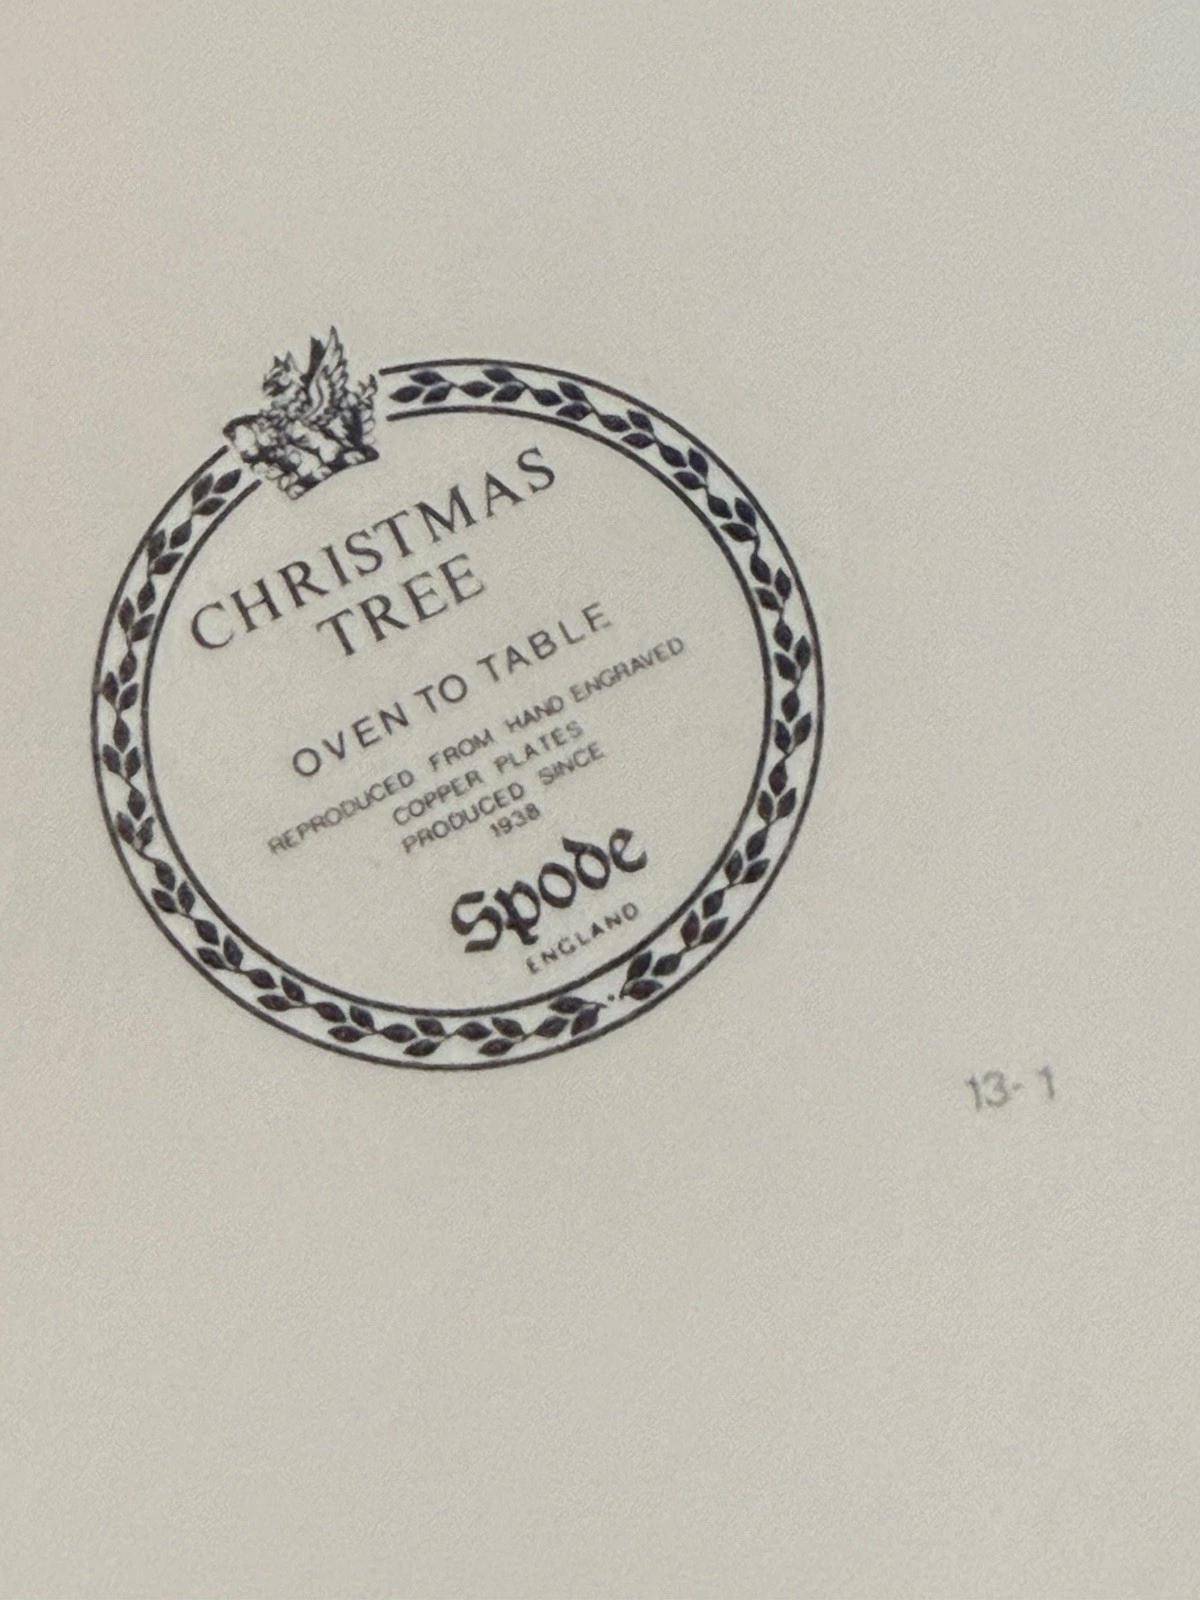 CHRISTMAS
TREE
OVEN TO TABLE
REPRODUCED FROM HAND ENGRAVED
COPPER PLATES
PRODUCED SINCE
1938
Spode
ENGLAND
13-1